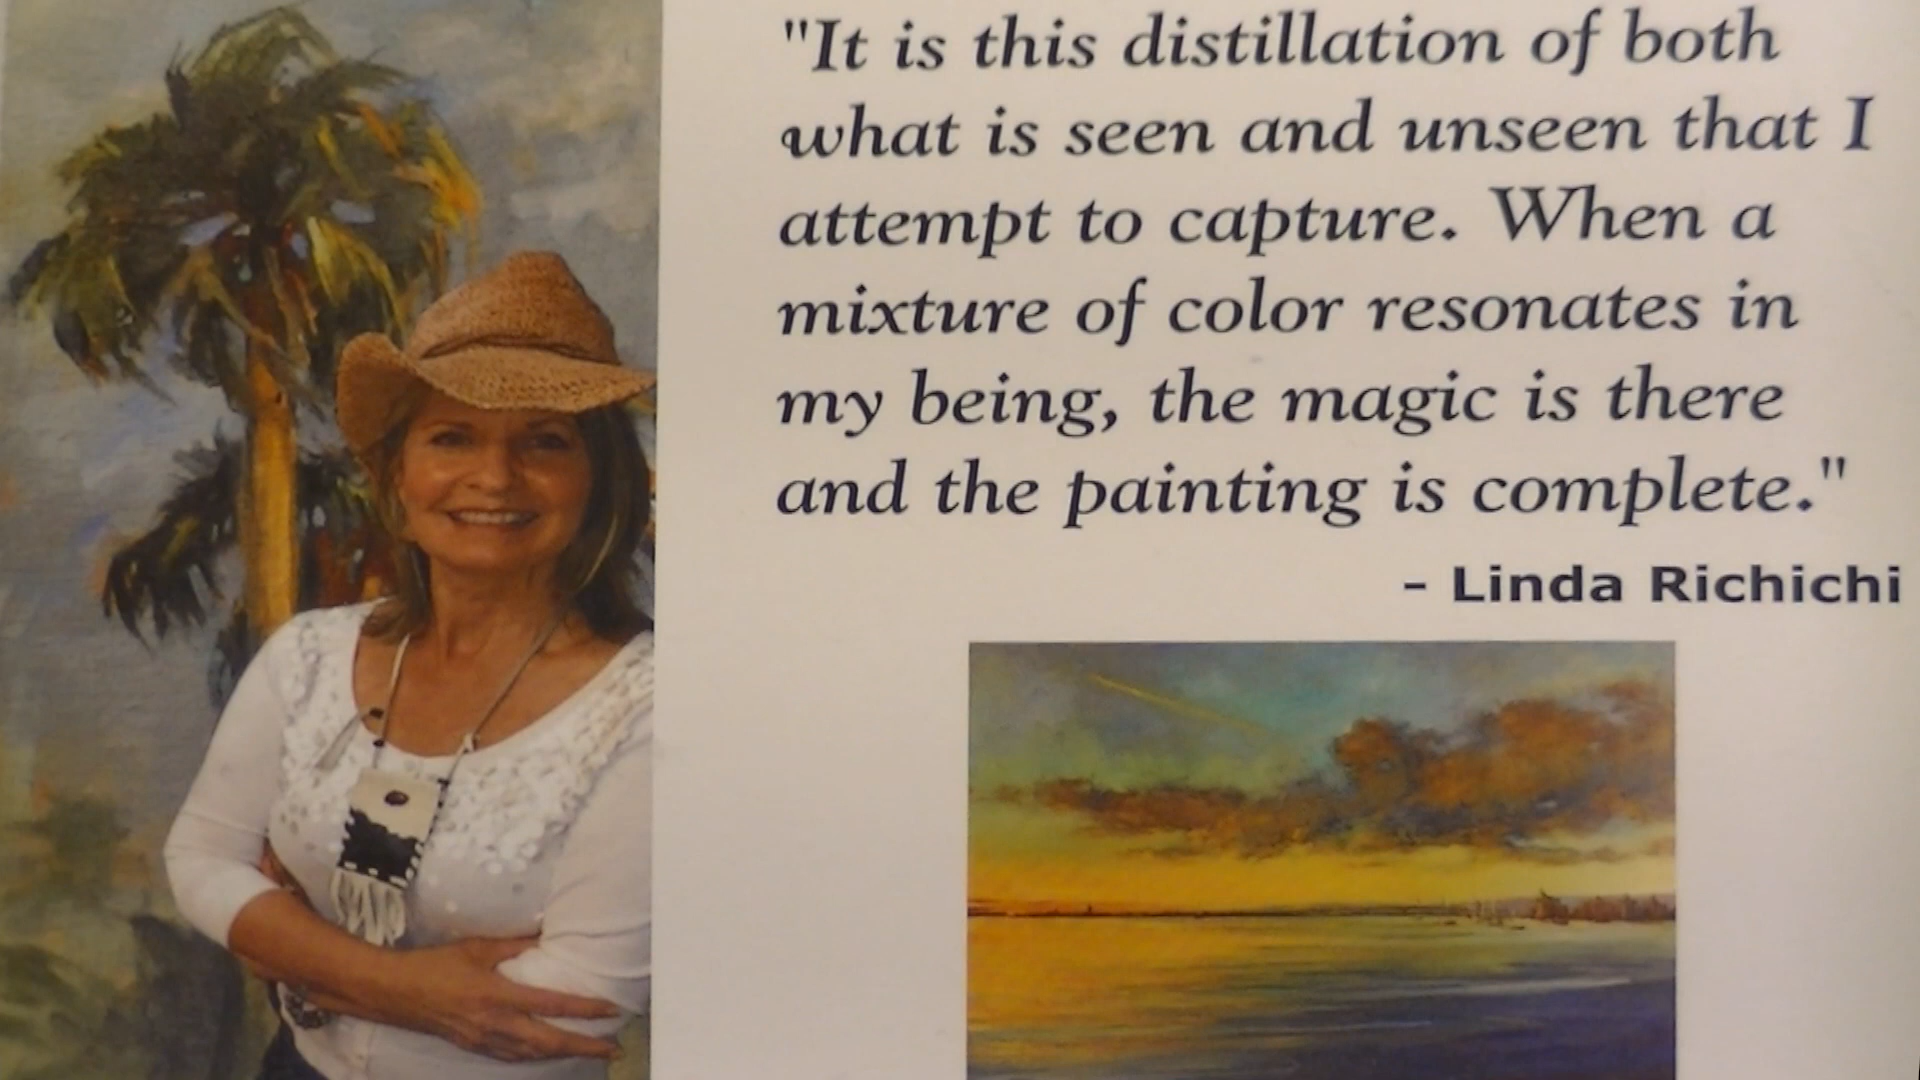 "It is this distillation of both
what is seen and unseen that I
attempt to capture. When a
mixture of color resonates in
my being, the magic is there
and the painting is complete."
- Linda Richichi